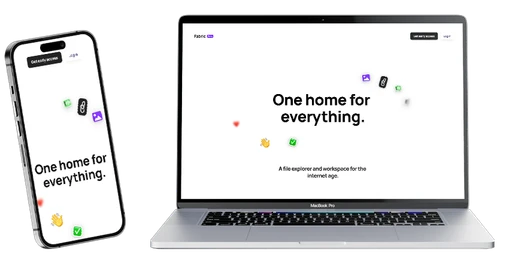 Get early access
Login
One home for
everything.
Fabric
Get early access
Login
One home for
everything.
A file explorer and workspace for the
internet age.
MacBook Pro